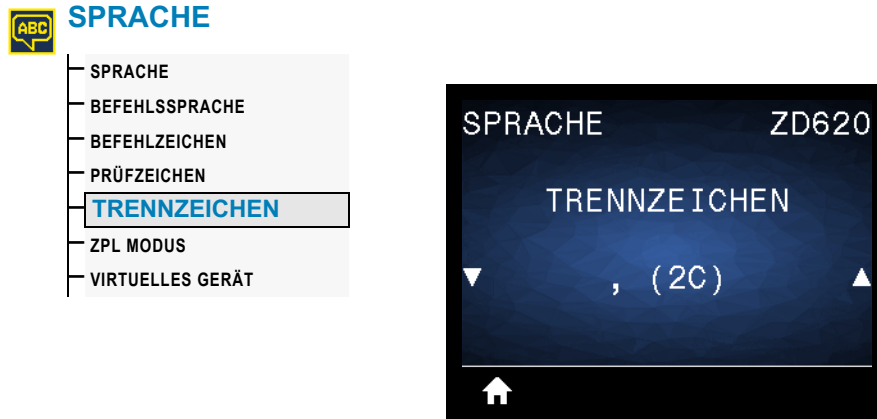 ABC
SPRACHE
SPRACHE
BEFEHLSSPRACHE
BEFEHLZEICHEN
PRÜFZEICHEN
TRENNZEICHEN
ZPL MODUS
VIRTUELLES GERÄT
SPRACHE ZD620
TRENNZEICHEN
, (2C)